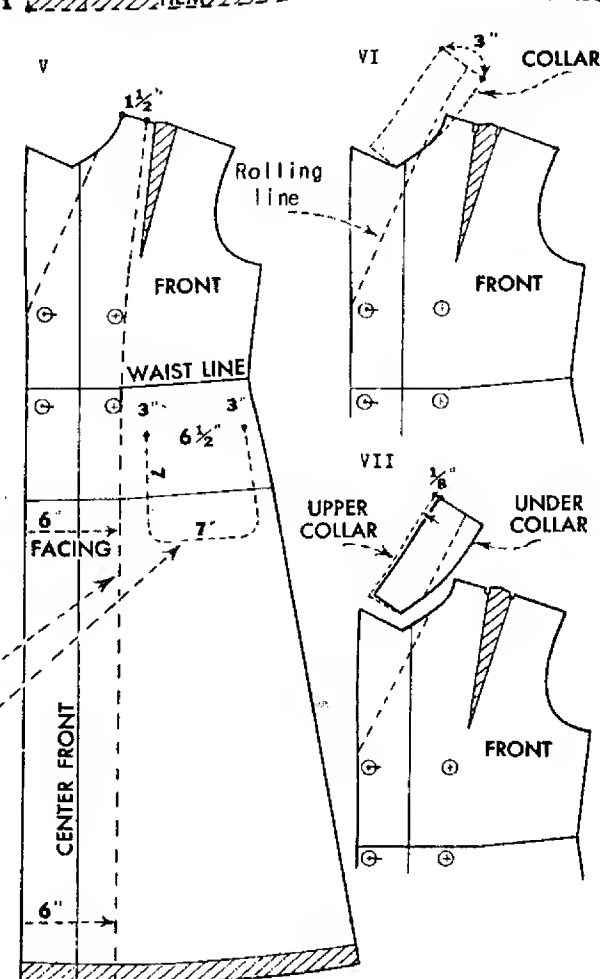 V
1½"
FRONT
WAIST LINE
3" 3"
6½"
7
7"
6"
FACING
CENTER FRONT
6"
VI
3"
COLLAR
Rolling
line
FRONT
VII
⅛"
UPPER
COLLAR
UNDER
COLLAR
FRONT